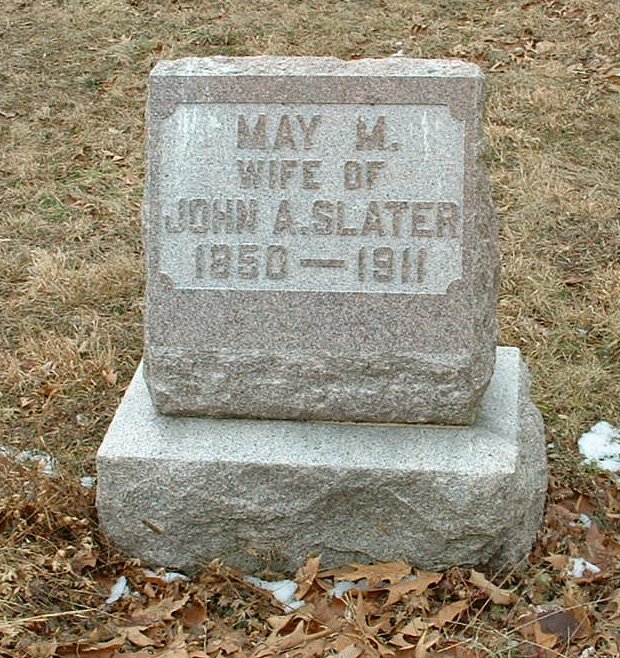 MAY M.
WIFE OF
JOHN A. SLATER
1850 — 1911